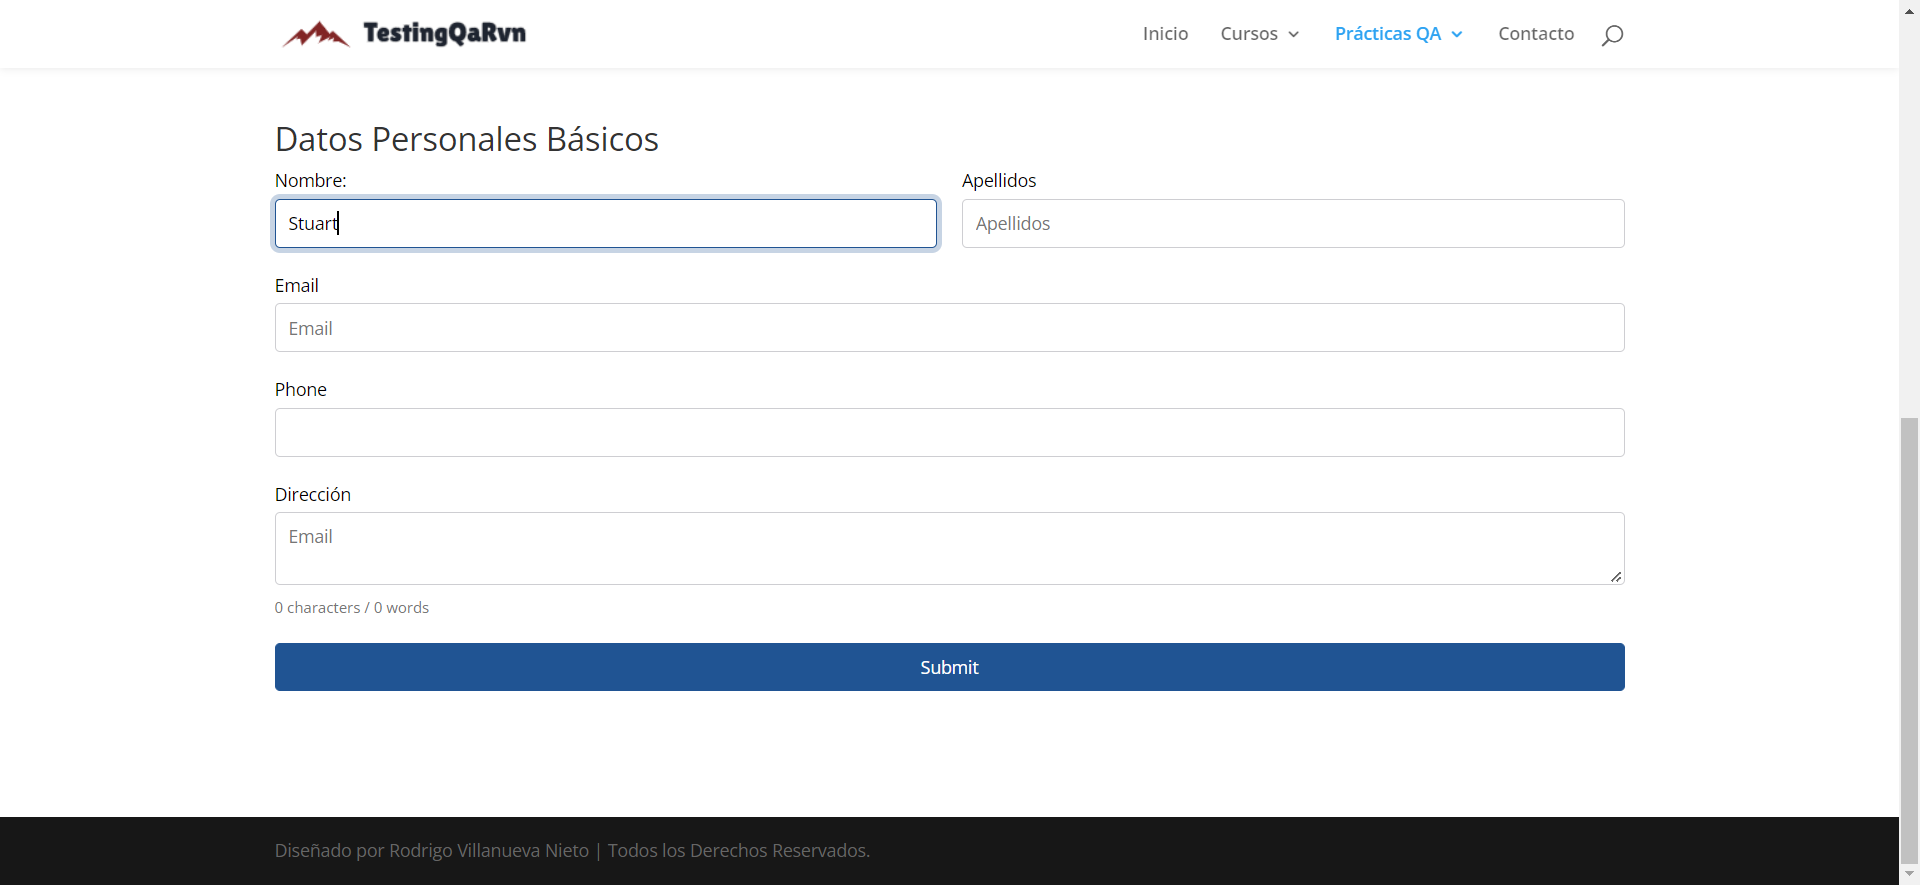 TestingQaRvn
Inicio Cursos Prácticas QA Contacto
Datos Personales Básicos
Nombre: Apellidos
Stuart Apellidos
Email
Email
Phone
Dirección
Email
0 characters / 0 words
Submit
Diseñado por Rodrigo Villanueva Nieto | Todos los Derechos Reservados.